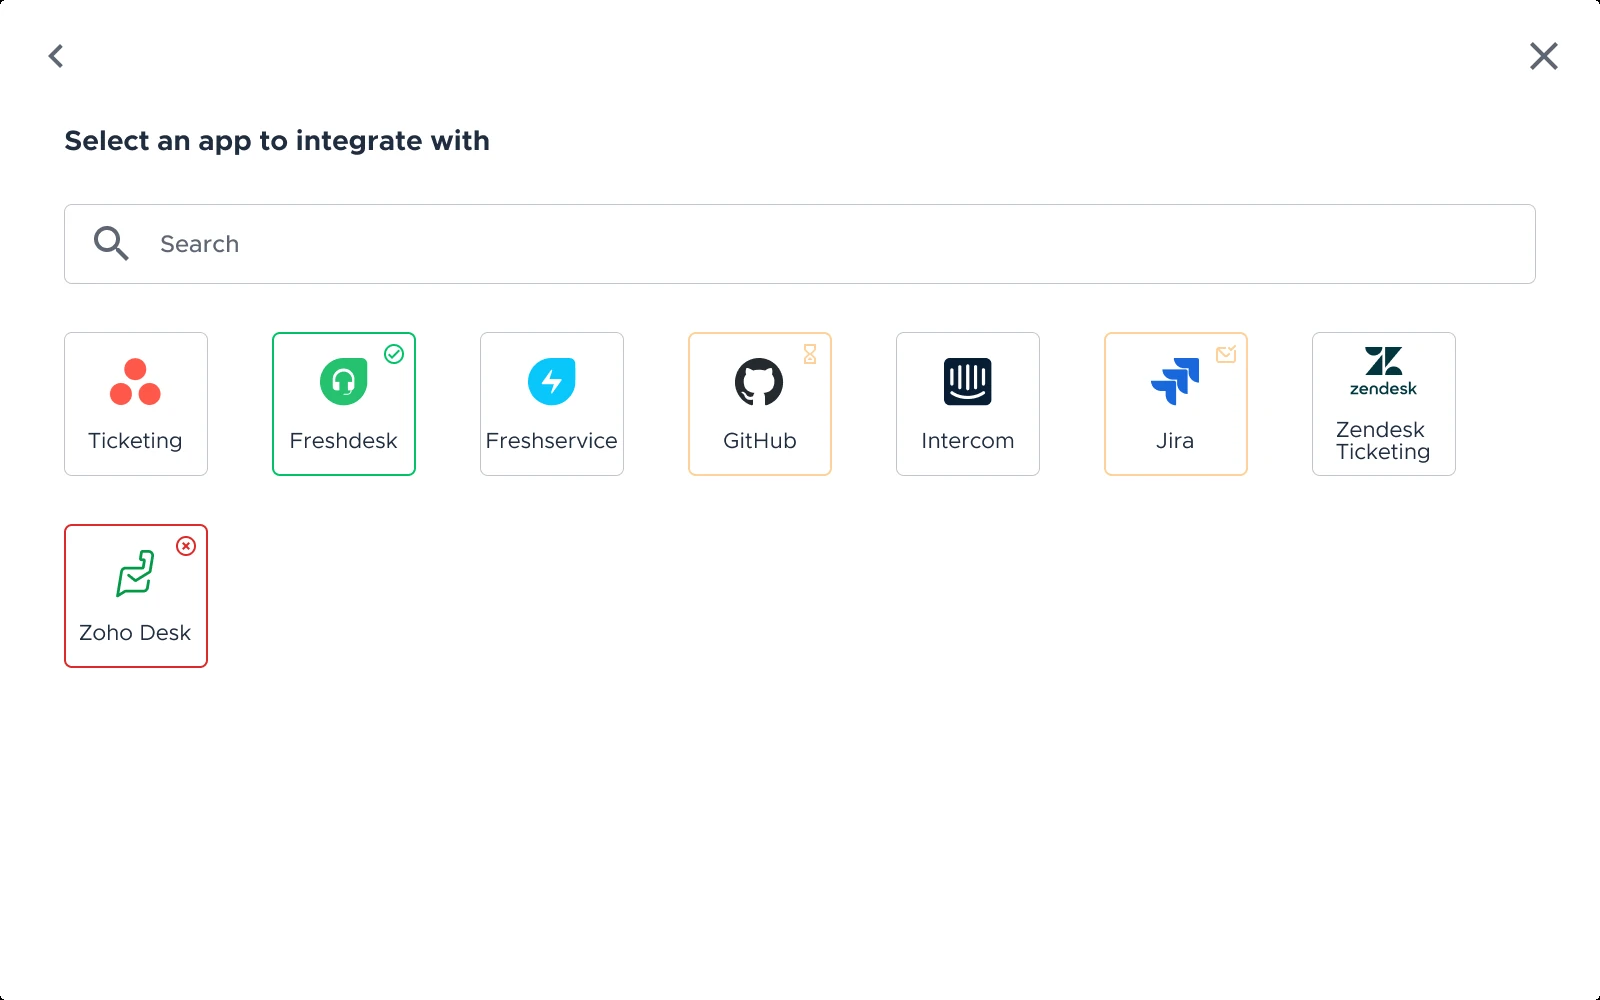 Select an app to integrate with
Search
Ticketing
Freshdesk
Freshservice
GitHub
Intercom
Jira
zendesk
Zendesk
Ticketing
Zoho Desk